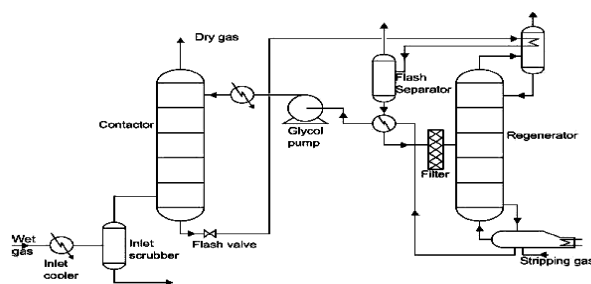 Dry gas
Contactor
Glycol
pump
Flash
Separator
Regenerator
Filter
Wet
gas
Inlet
cooler
Inlet
scrubber
Flash valve
Stripping gas